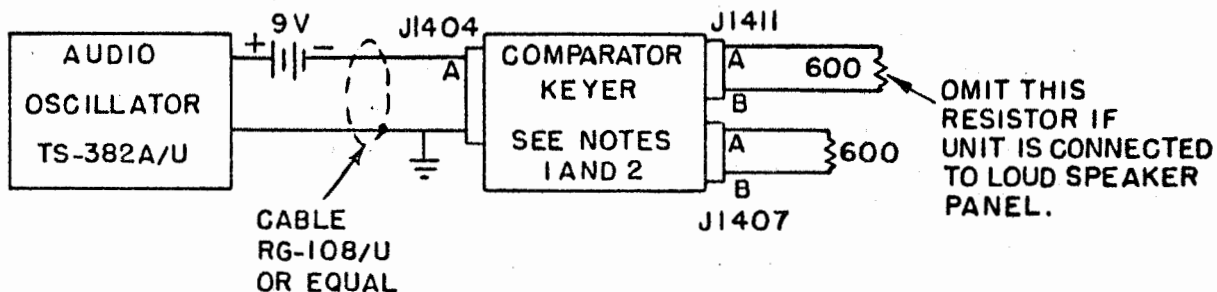 AUDIO
OSCILLATOR
TS-382A/U
+
9V
−
J1404
A
COMPARATOR
KEYER
SEE NOTES
1 AND 2
J1411
A
B
600
OMIT THIS
RESISTOR IF
UNIT IS CONNECTED
TO LOUD SPEAKER
PANEL.
A
B
600
J1407
CABLE
RG-108/U
OR EQUAL